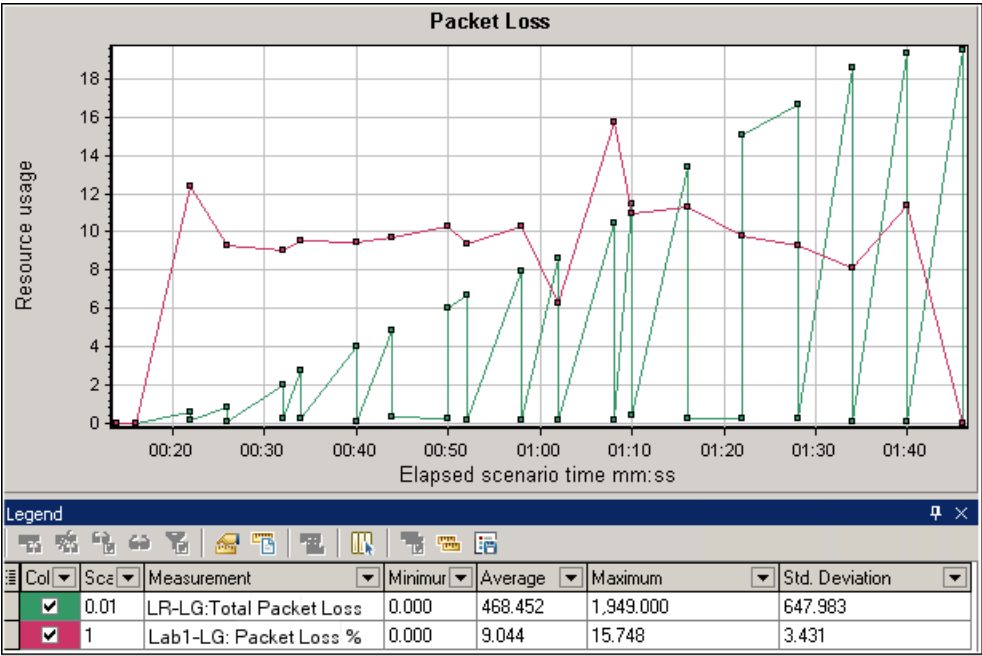 Packet Loss
Resource usage
18
16
14
12
10
8
6
4
2
0
00:20 00:30 00:40 00:50 01:00 01:10 01:20 01:30 01:40
Elapsed scenario time mm:ss
Legend
Col Sca Measurement Minimur Average Maximum Std. Deviation
0.01 LR-LG:Total Packet Loss 0.000 468.452 1,949.000 647.983
1 Lab1-LG: Packet Loss % 0.000 9.044 15.748 3.431